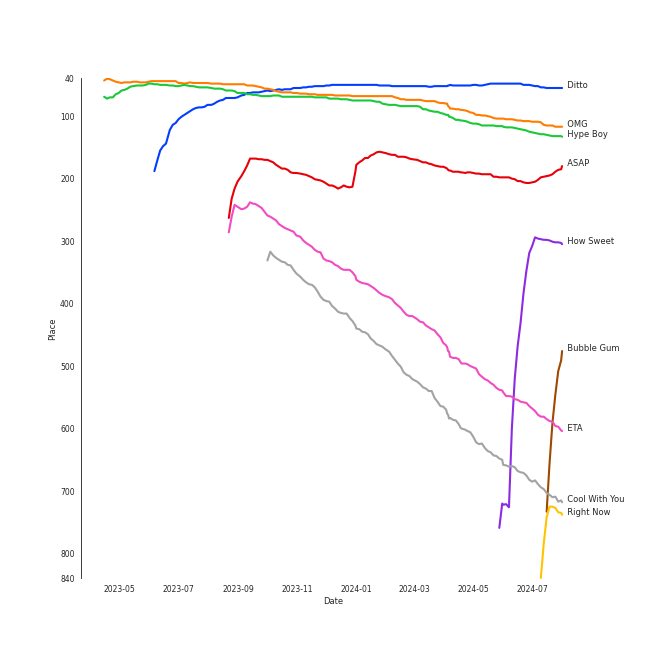 40
100
200
300
400
500
600
700
800
840
Place
2023-05 2023-07 2023-09 2023-11 2024-01 2024-03 2024-05 2024-07
Date
Ditto
OMG
Hype Boy
ASAP
How Sweet
Bubble Gum
ETA
Cool With You
Right Now